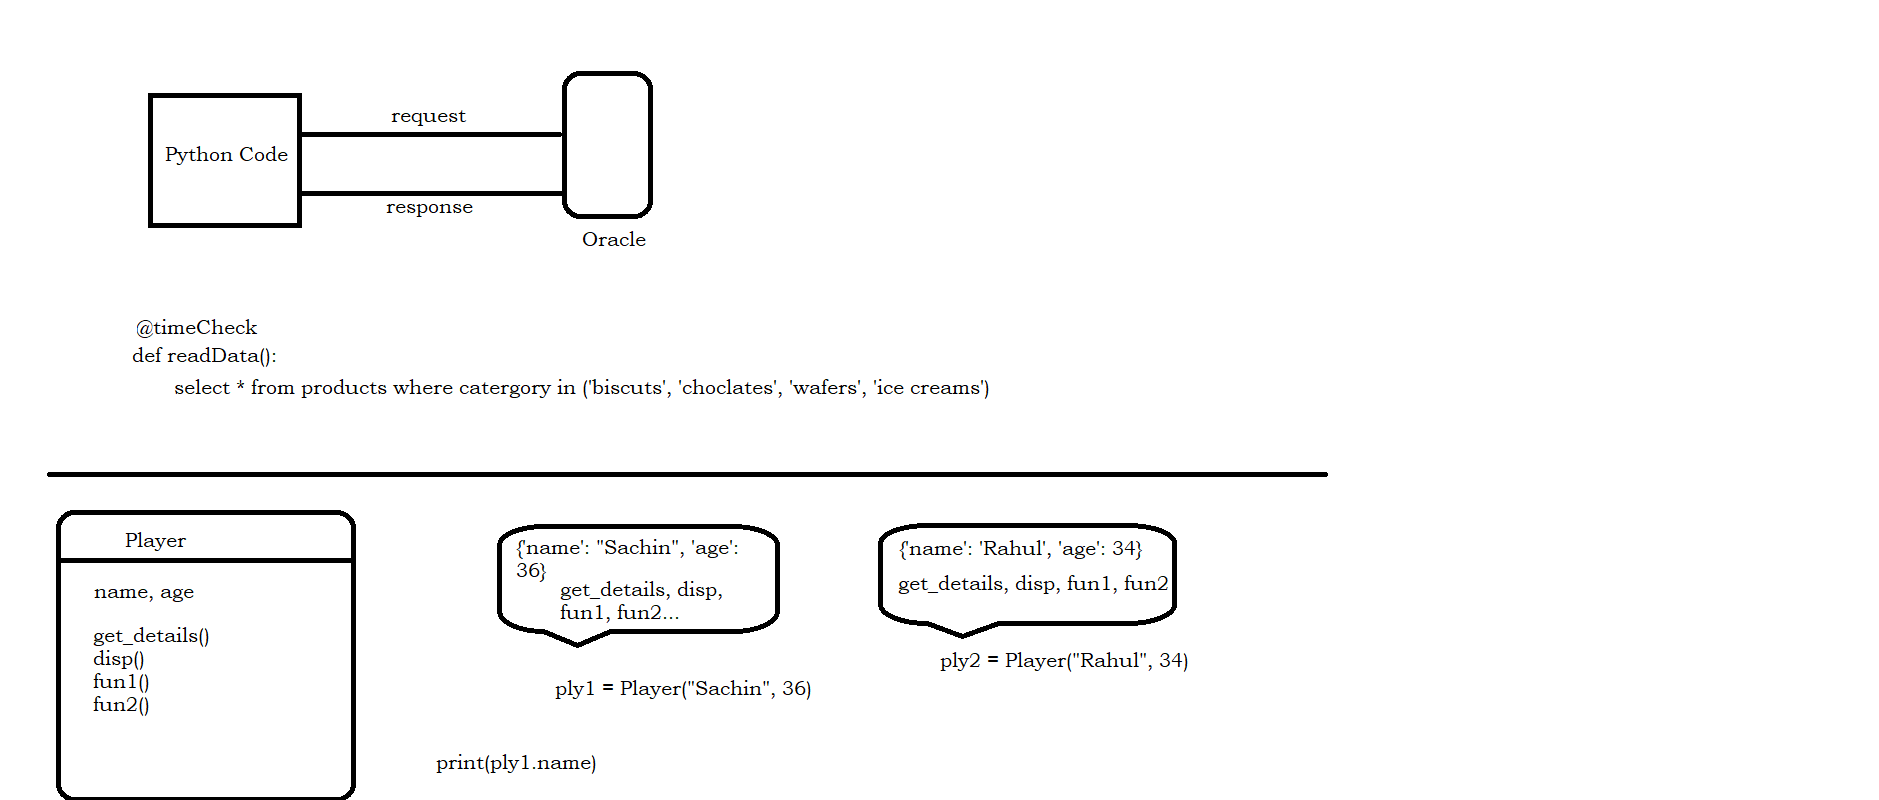 request
Python Code
response
Oracle
@timeCheck
def readData():
select * from products where catergory in ('biscuts', 'choclates', 'wafers', 'ice creams')
Player
name, age
get_details()
disp()
fun1()
fun2()
{'name': "Sachin", 'age':
36}
get_details, disp,
fun1, fun2...
ply1 = Player("Sachin", 36)
{'name': 'Rahul', 'age': 34}
get_details, disp, fun1, fun2
ply2 = Player("Rahul", 34)
print(ply1.name)